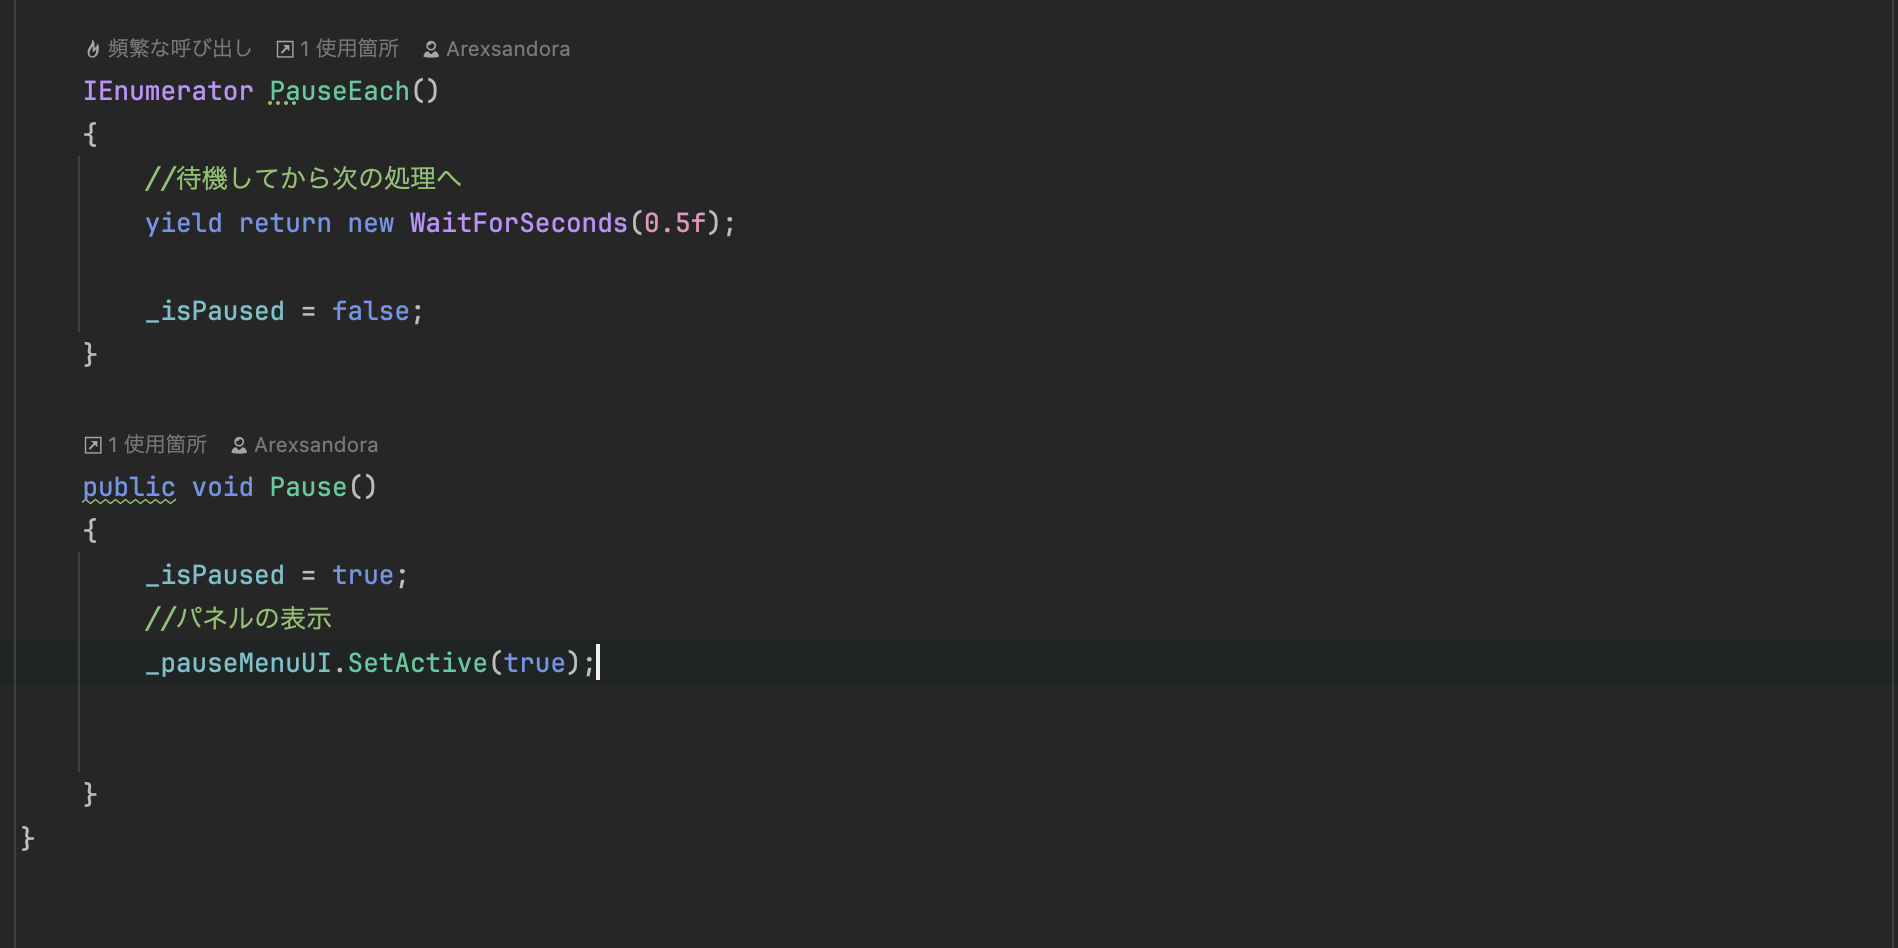 頻繁な呼び出し 1 使用箇所 Arexsandora
IEnumerator PauseEach()
{
//待機してから次の処理へ
yield return new WaitForSeconds(0.5f);
_isPaused = false;
}
1 使用箇所 Arexsandora
public void Pause()
{
_isPaused = true;
//パネルの表示
_pauseMenuUI.SetActive(true);
}
}